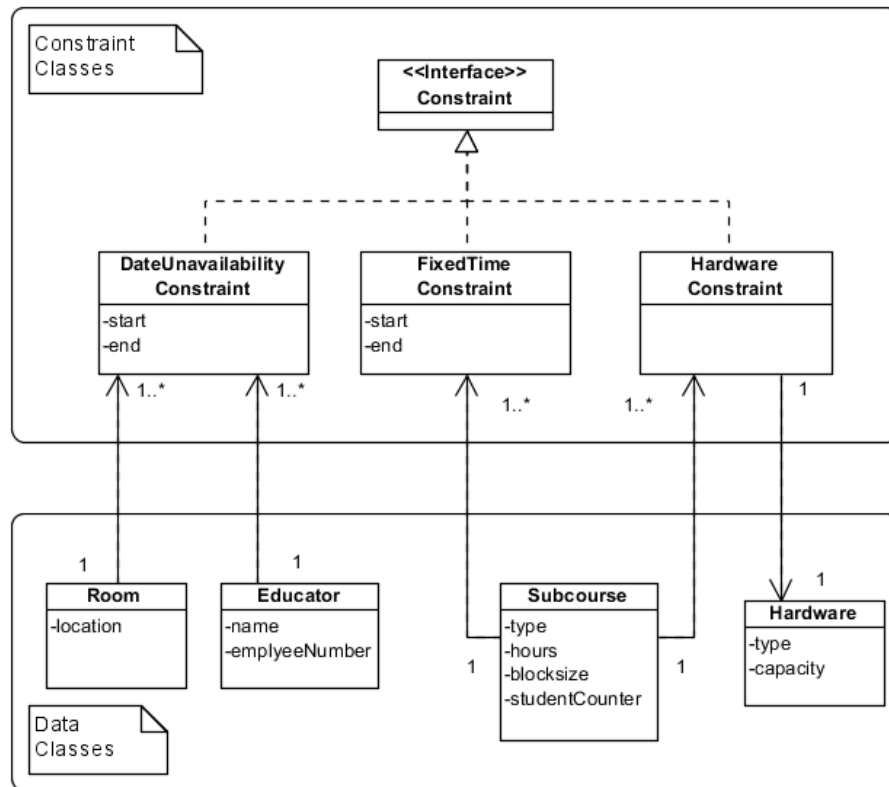 Constraint
Classes
<<Interface>>
Constraint
DateUnavailability
Constraint
-start
-end
FixedTime
Constraint
-start
-end
Hardware
Constraint
1..*
1..*
1..*
1..*
1
1
1
1
1
1
Room
-location
Educator
-name
-emplyeeNumber
Subcourse
-type
-hours
-blocksize
-studentCounter
Hardware
-type
-capacity
Data
Classes